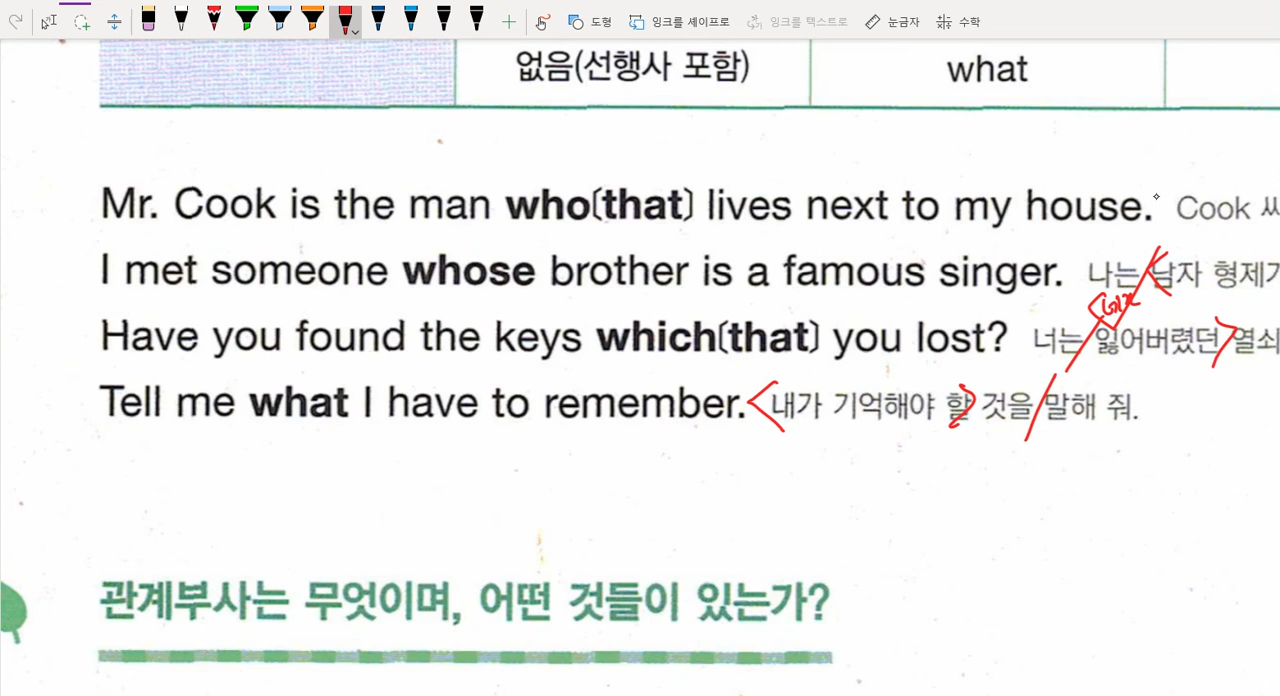 도형 잉크를 셰이프로 잉크를 텍스트로 눈금자 수학
없음(선행사 포함) what
Mr. Cook is the man who(that) lives next to my house. Cook 씨
I met someone whose brother is a famous singer. 나는 남자 형제가
Have you found the keys which(that) you lost? 너는 잃어버렸던 열쇠
Tell me what I have to remember. 내가 기억해야 할 것을 말해 줘.
관계부사는 무엇이며, 어떤 것들이 있는가?